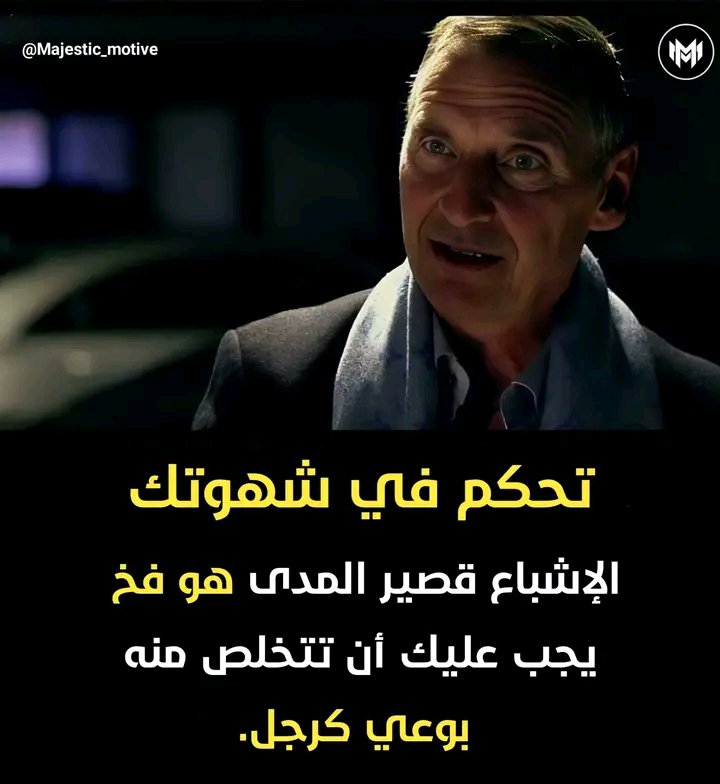 @Majestic_motive
تحكم في شهوتك
الإشباع قصير المدى هو فخ
يجب عليك أن تتخلص منه
بوعي كرجل.